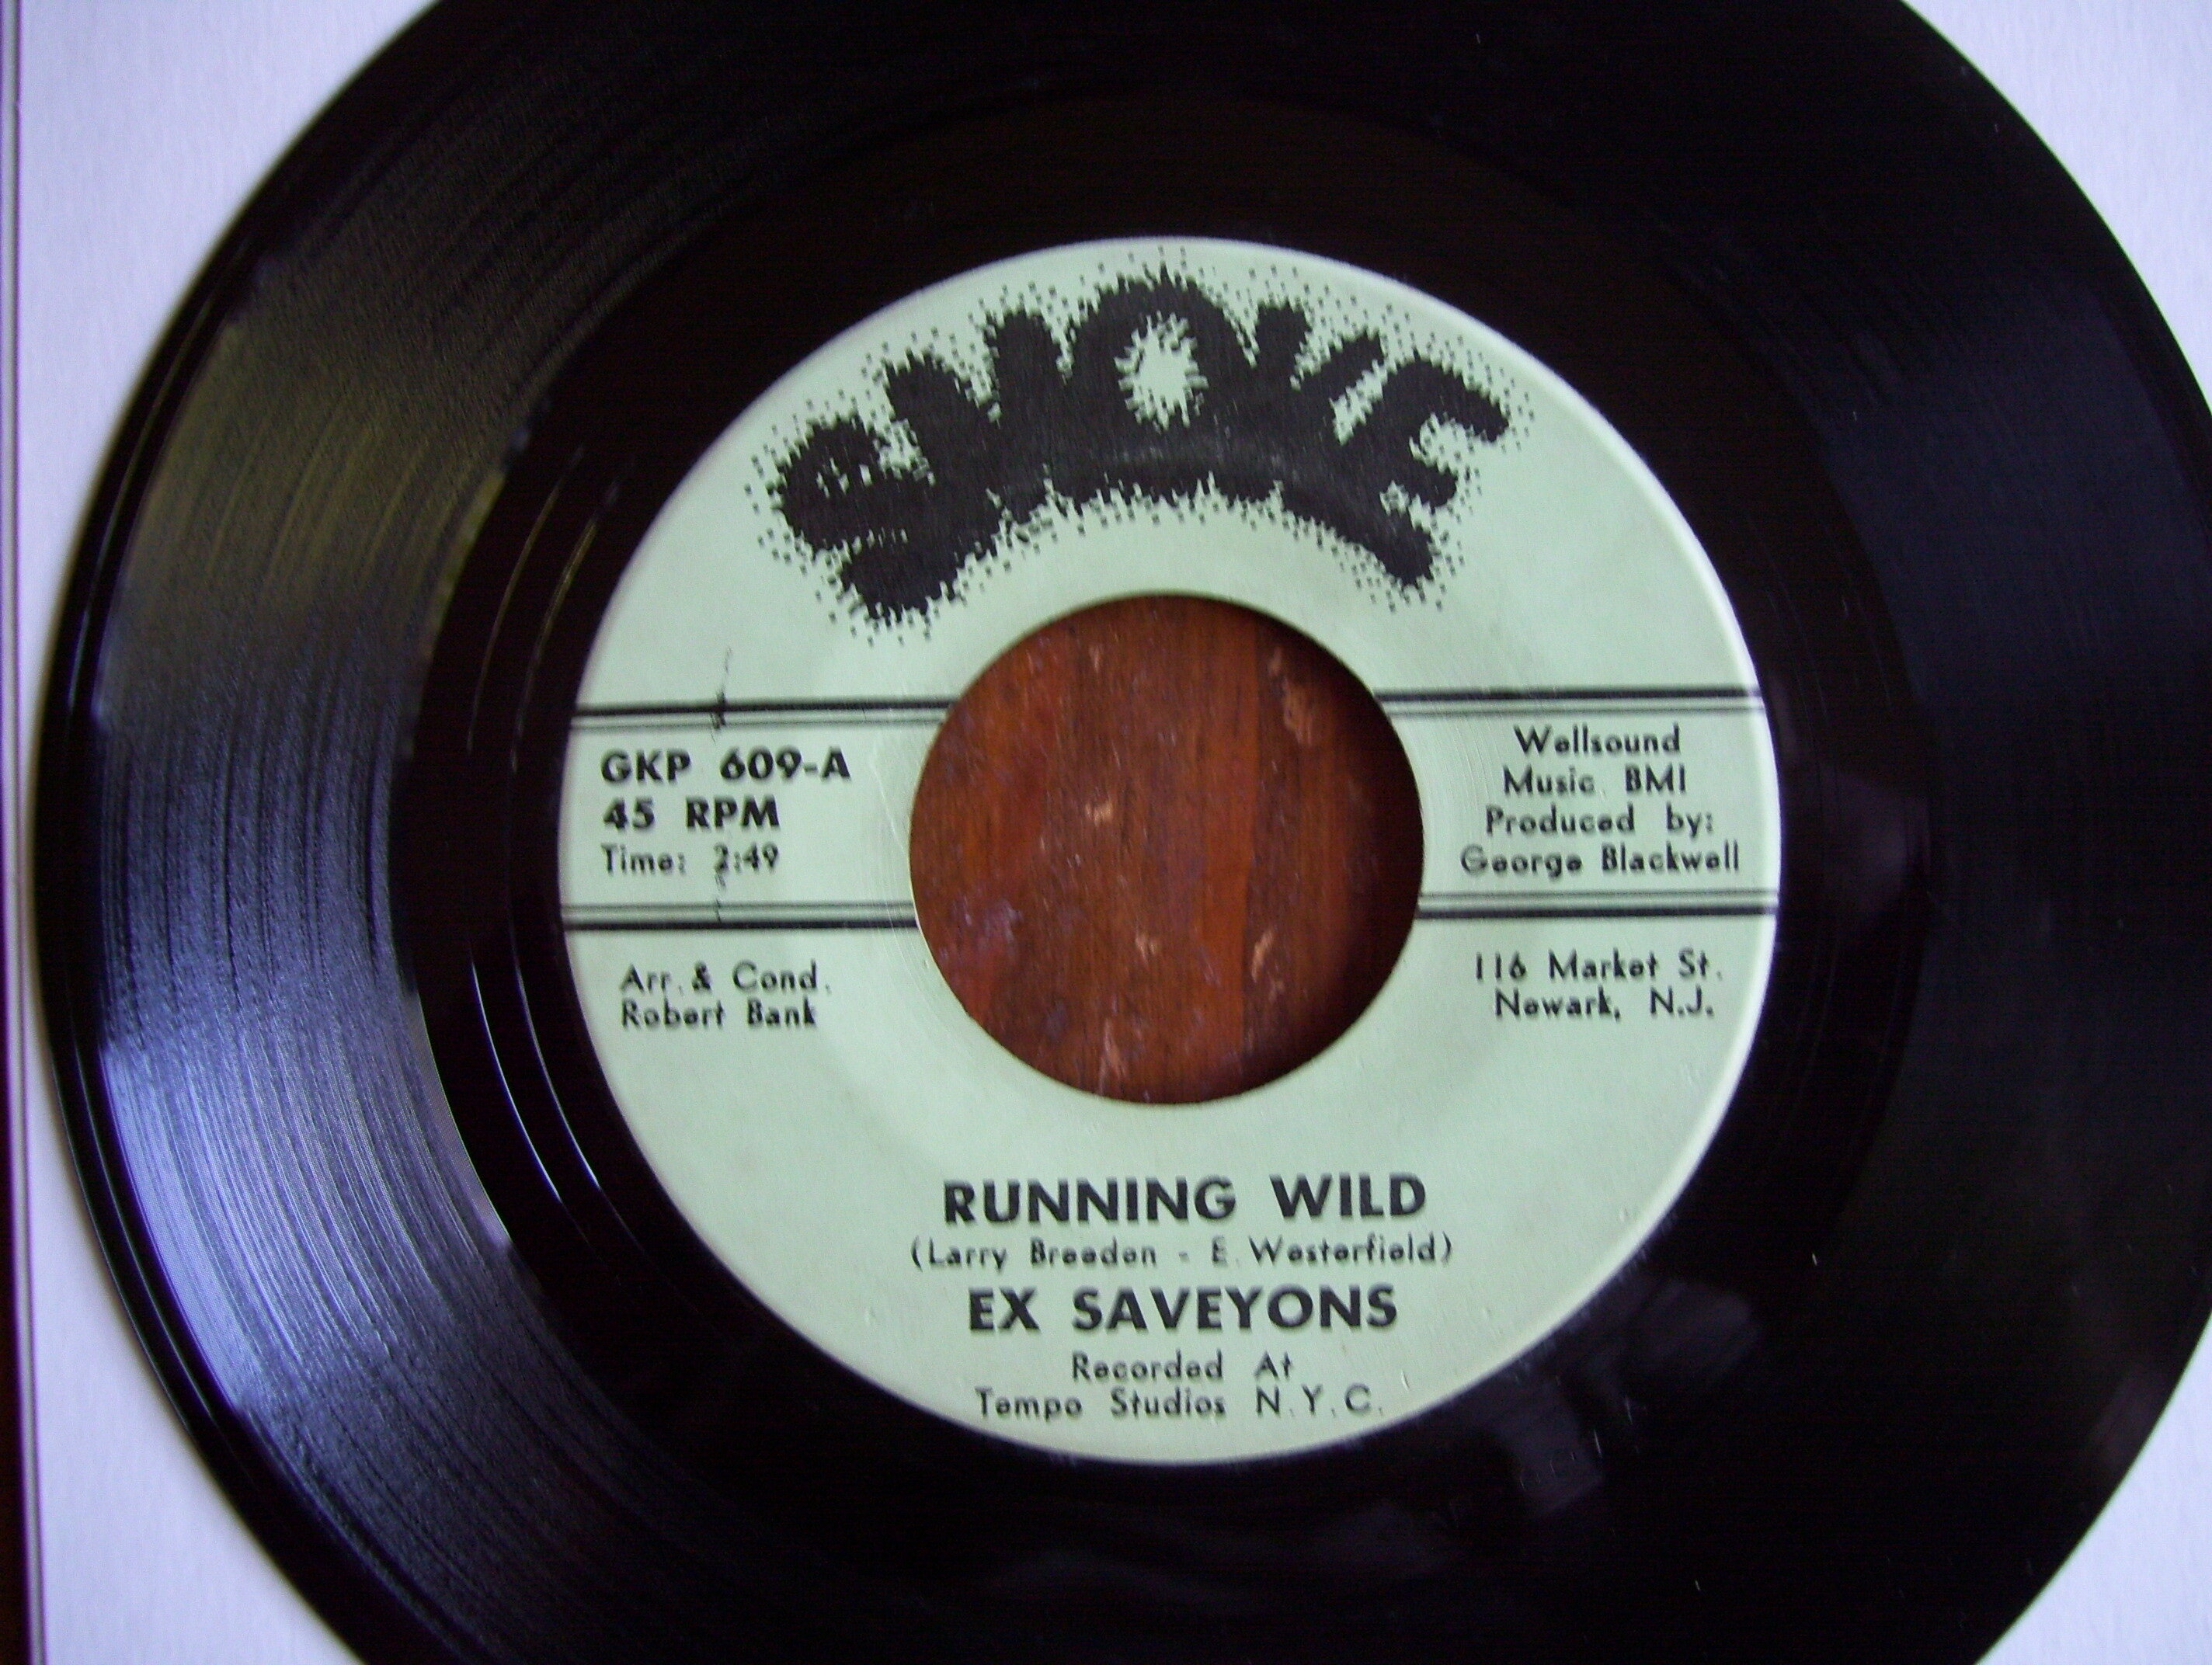 SMOKE
GKP 609-A
45 RPM
Time: 2:49
Wellsound
Music BMI
Produced by:
George Blackwell
Arr. & Cond.
Robert Bank
116 Market St.
Newark, N.J.
RUNNING WILD
(Larry Breeden - E. Westerfield)
EX SAVEYONS
Recorded At
Tempo Studios N.Y.C.